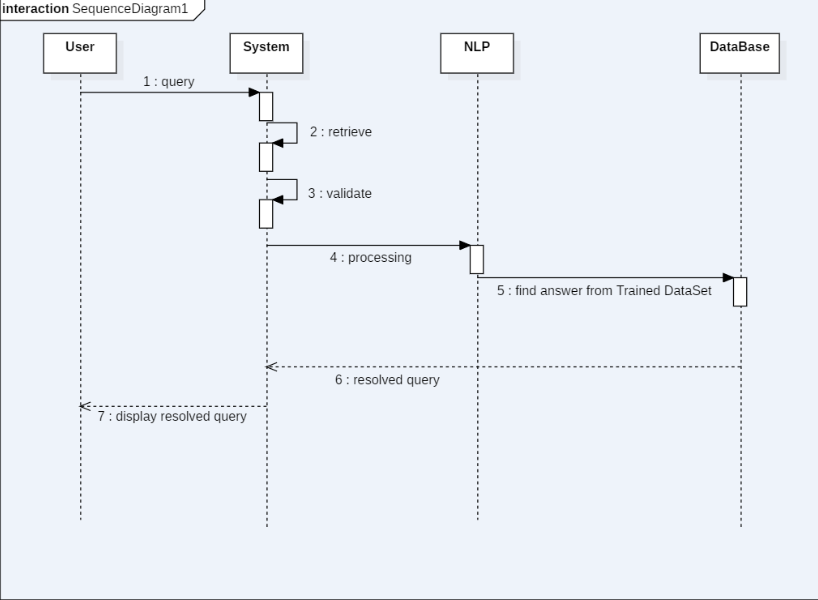 interaction SequenceDiagram1
User
System
NLP
DataBase
1 : query
2 : retrieve
3 : validate
4 : processing
5 : find answer from Trained DataSet
6 : resolved query
7 : display resolved query